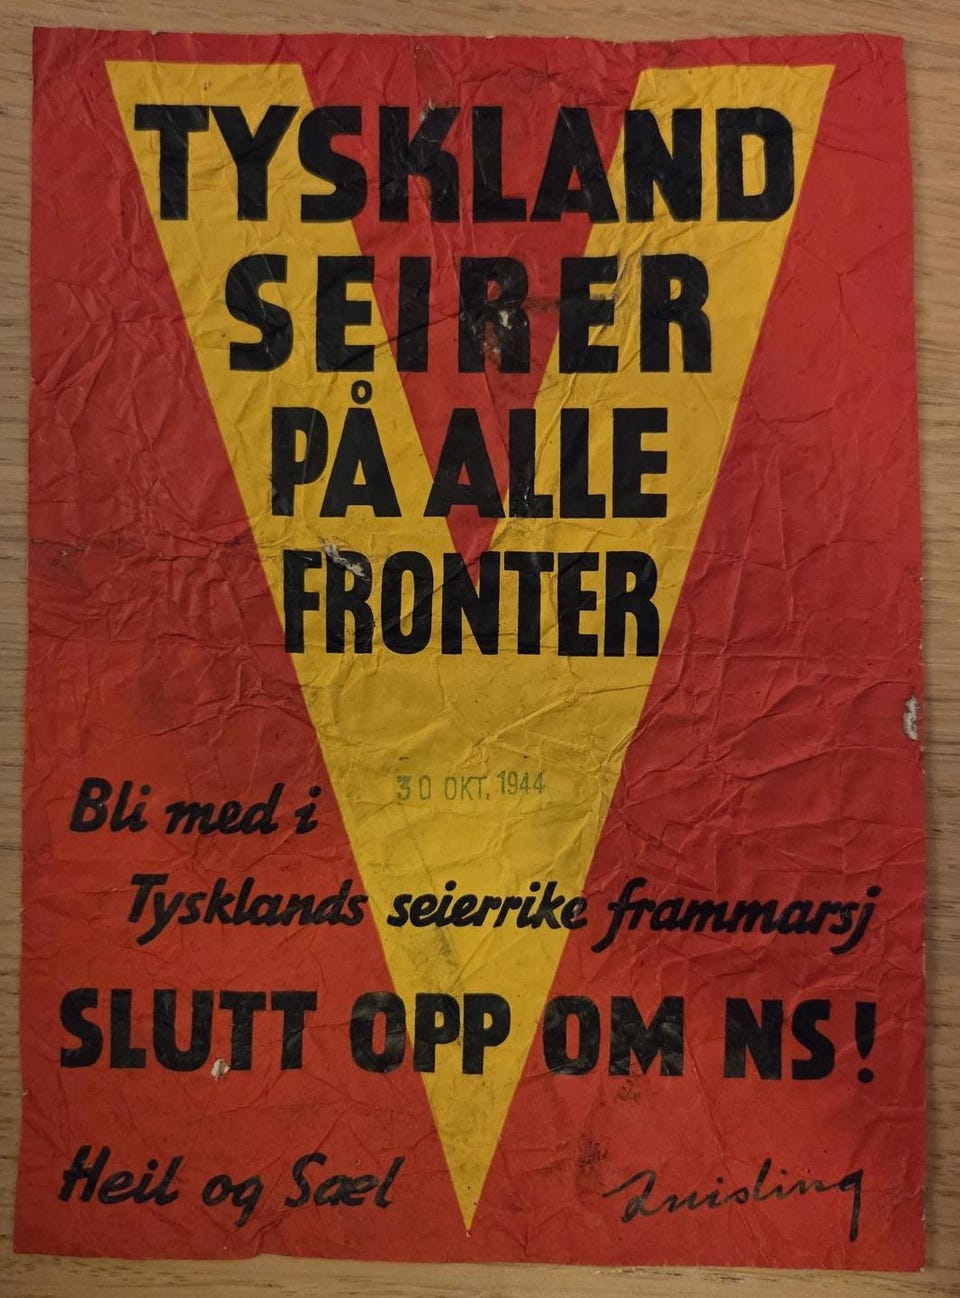 TYSKLAND
SEIRER
PÅ ALLE
FRONTER
30 OKT. 1944
Bli med i
Tysklands seierrike frammarsj
SLUTT OPP OM NS!
Heil og Sæl
Quisling